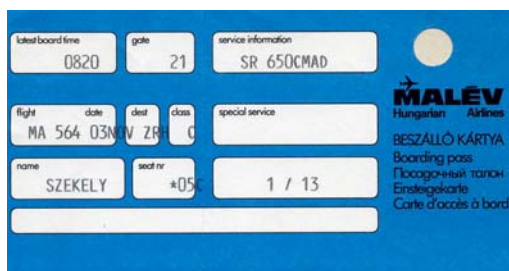 latest board time gate service information
0820 21 SR 650CMAD
MALÉV
Hungarian Airlines
flight date dest class special service
MA 564 03NOV ZRH C
BESZÁLLÓ KÁRTYA
Boarding pass
Посадочный талон
Einsteigekarte
Carte d'accès à bord
name seat nr
SZEKELY *05C 1 / 13